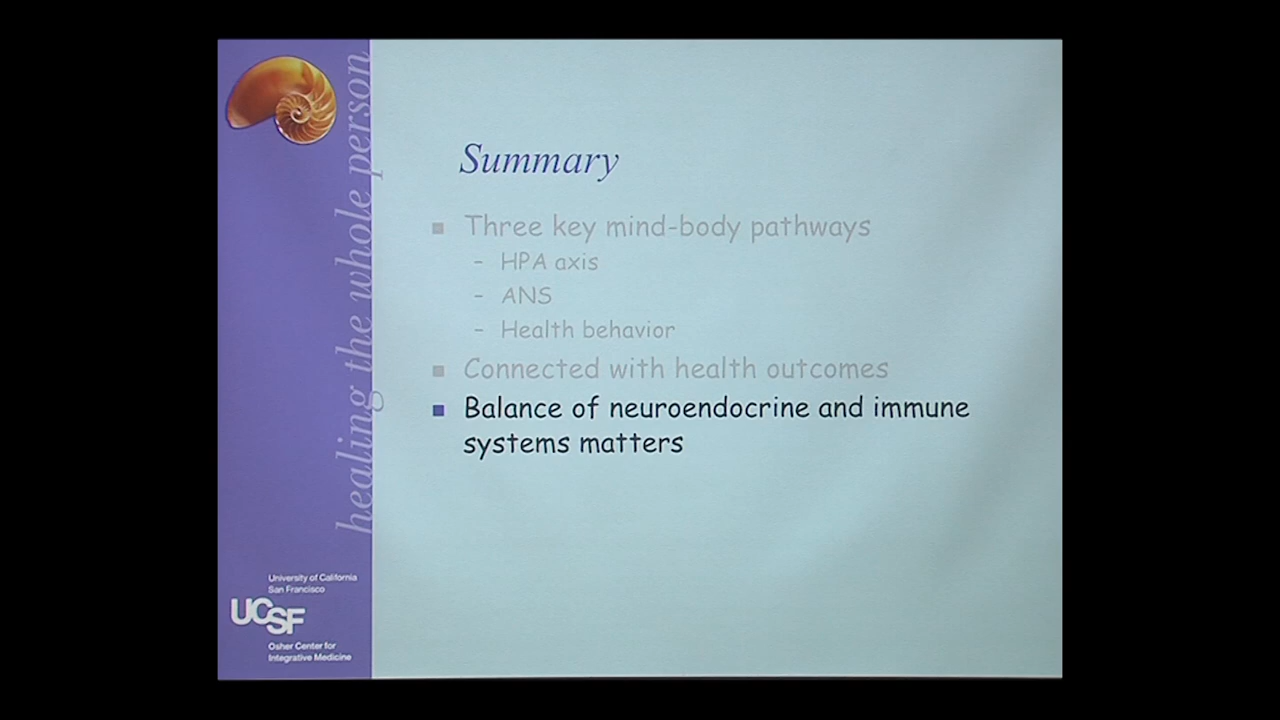 healing the whole person
Summary
■ Three key mind-body pathways
- HPA axis
- ANS
- Health behavior
■ Connected with health outcomes
■ Balance of neuroendocrine and immune
systems matters
University of California
San Francisco
UCSF
Osher Center for
Integrative Medicine